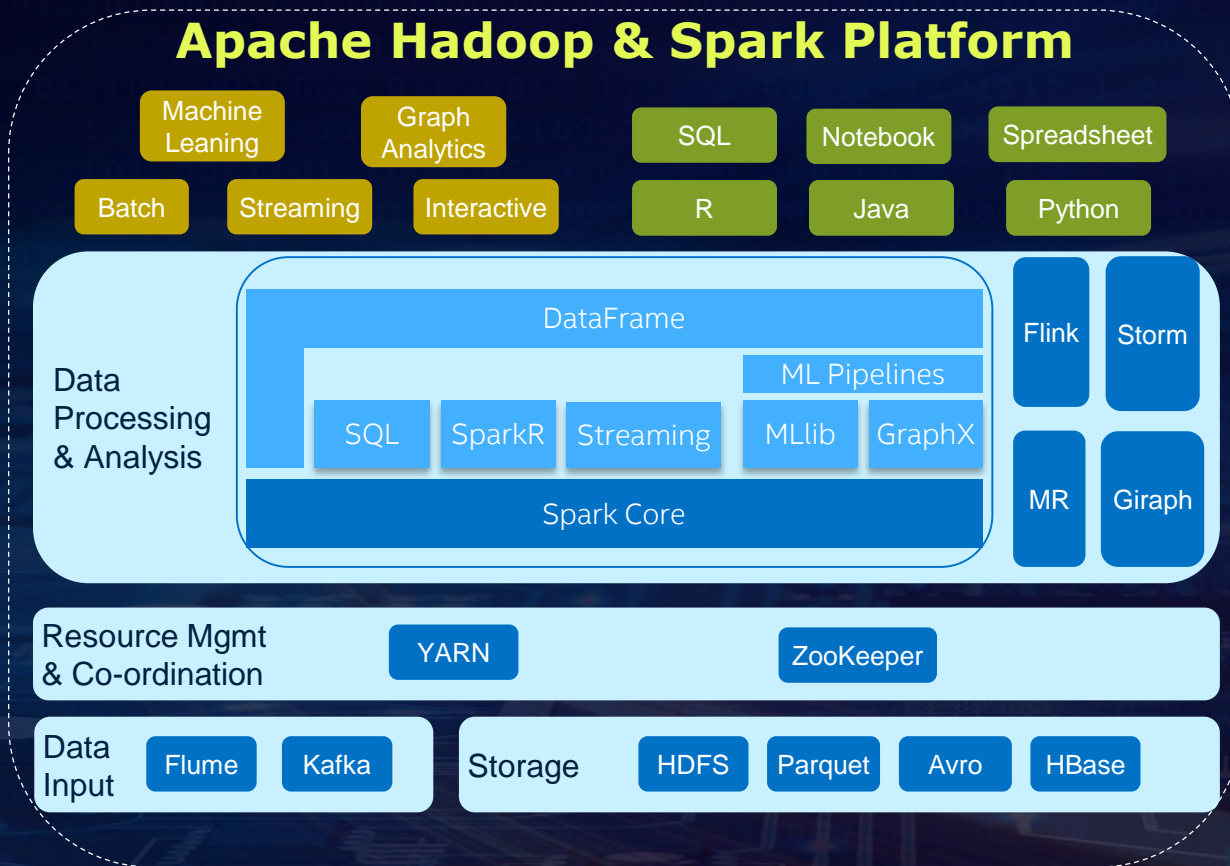 Apache Hadoop & Spark Platform
Machine
Leaning
Graph
Analytics
SQL
Notebook
Spreadsheet
Batch
Streaming
Interactive
R
Java
Python
Data
Processing
& Analysis
DataFrame
ML Pipelines
SQL
SparkR
Streaming
MLlib
GraphX
Spark Core
Flink
Storm
MR
Giraph
Resource Mgmt
& Co-ordination
YARN
ZooKeeper
Data
Input
Flume
Kafka
Storage
HDFS
Parquet
Avro
HBase